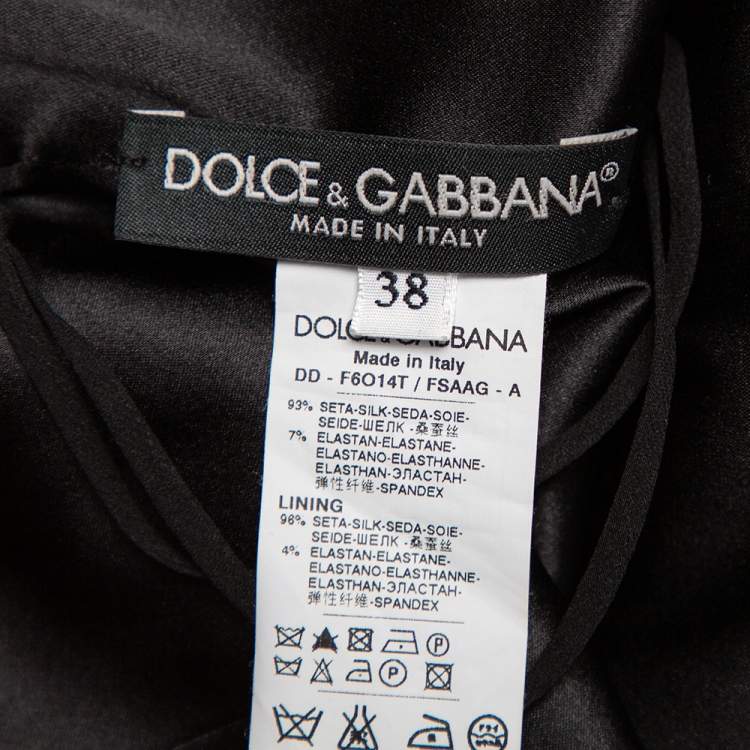 DOLCE & GABBANA®
MADE IN ITALY
38
DOLCE & GABBANA
Made in Italy
DD - F6O14T / FSAAG - A
93% SETA-SILK-SEDA-SOIE-
SEIDE-ШЕЛК -桑蚕丝
7% ELASTAN-ELASTANE-
ELASTANO-ELASTHANNE-
ELASTHAN-ЭЛАСТАН-
弹性纤维-SPANDEX
LINING
96% SETA-SILK-SEDA-SOIE-
SEIDE-ШЕЛК -桑蚕丝
4% ELASTAN-ELASTANE-
ELASTANO-ELASTHANNE-
ELASTHAN-ЭЛАСТАН-
弹性纤维-SPANDEX
P
P
ドライ